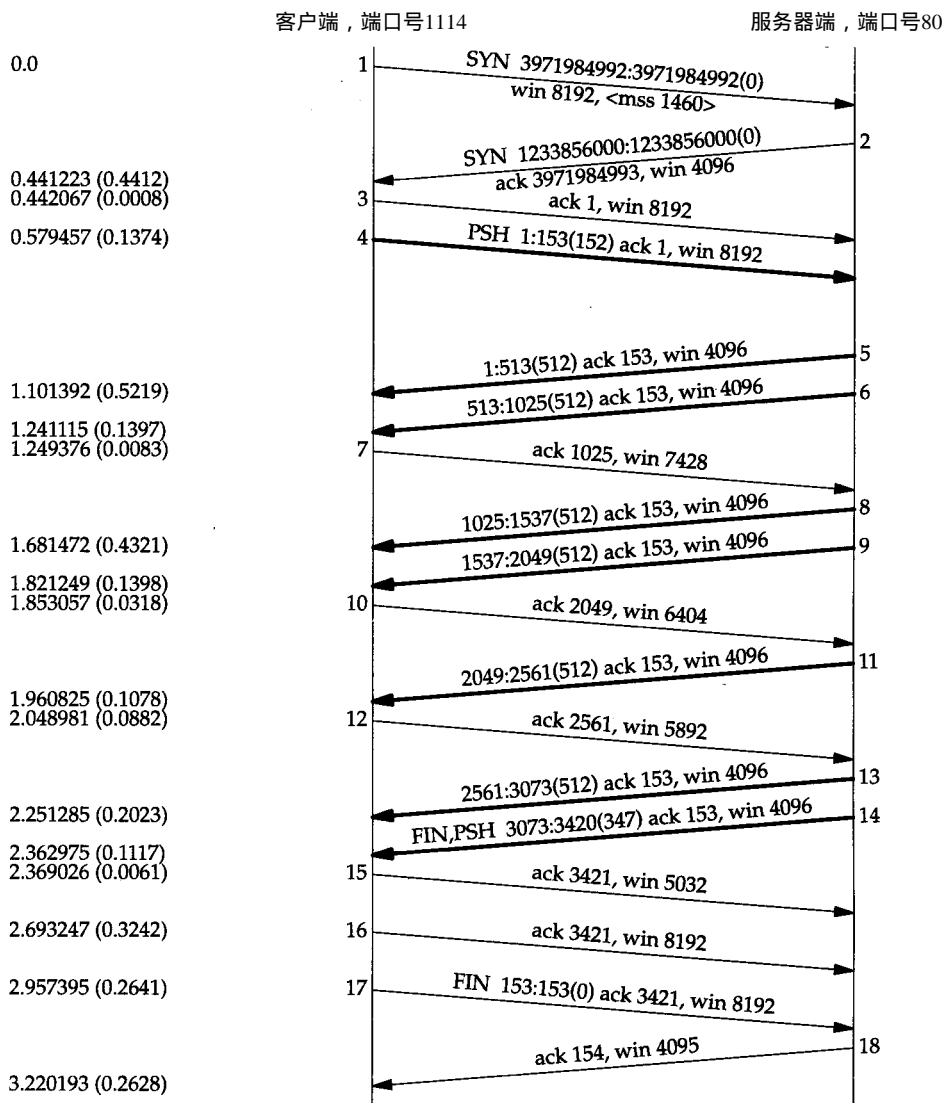 客户端，端口号1114 服务器端，端口号80
0.0 1 SYN 3971984992:3971984992(0)
win 8192, <mss 1460>
2
SYN 1233856000:1233856000(0)
0.441223 (0.4412) ack 3971984993, win 4096
0.442067 (0.0008) 3 ack 1, win 8192
0.579457 (0.1374) 4 PSH 1:153(152) ack 1, win 8192
1:513(512) ack 153, win 4096 5
1.101392 (0.5219) 513:1025(512) ack 153, win 4096 6
1.241115 (0.1397)
1.249376 (0.0083) 7 ack 1025, win 7428
1025:1537(512) ack 153, win 4096 8
1.681472 (0.4321) 1537:2049(512) ack 153, win 4096 9
1.821249 (0.1398)
1.853057 (0.0318) 10 ack 2049, win 6404
2049:2561(512) ack 153, win 4096 11
1.960825 (0.1078)
2.048981 (0.0882) 12 ack 2561, win 5892
2561:3073(512) ack 153, win 4096 13
2.251285 (0.2023) FIN,PSH 3073:3420(347) ack 153, win 4096 14
2.362975 (0.1117)
2.369026 (0.0061) 15 ack 3421, win 5032
2.693247 (0.3242) 16 ack 3421, win 8192
2.957395 (0.2641) 17 FIN 153:153(0) ack 3421, win 8192
ack 154, win 4095 18
3.220193 (0.2628)